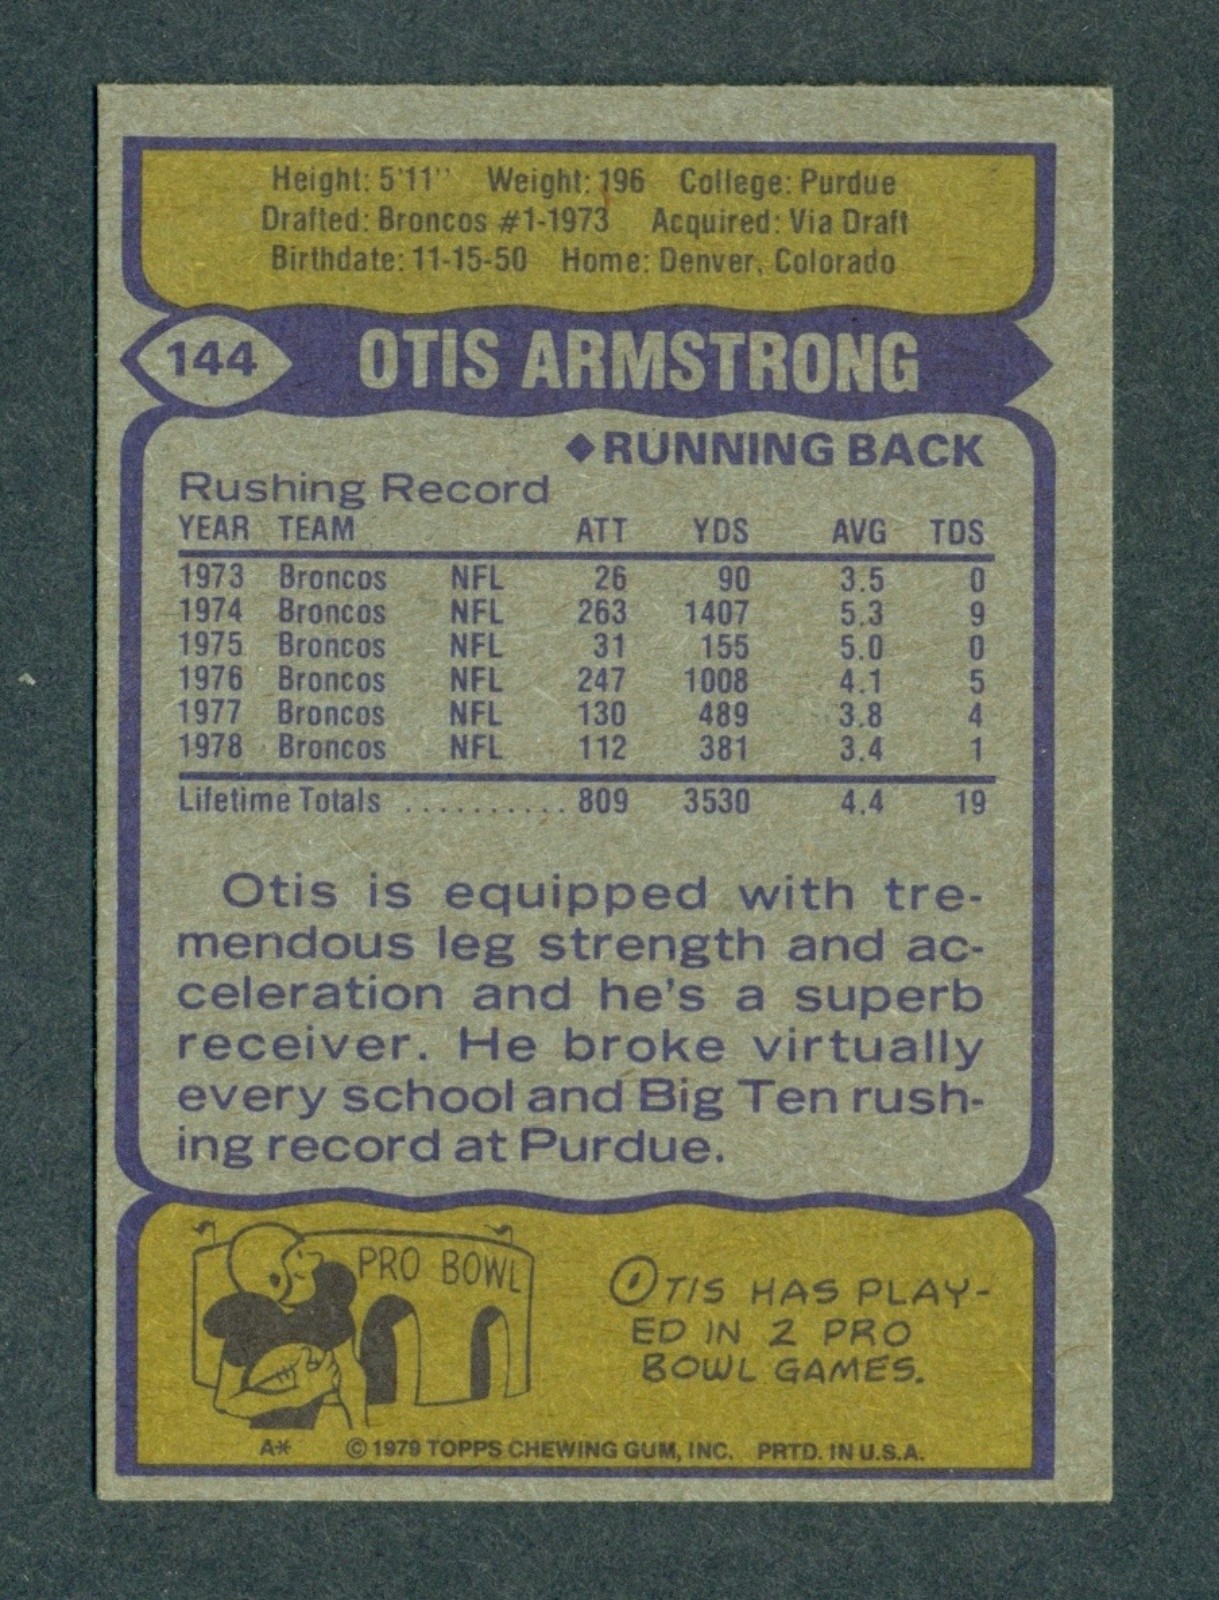 Height: 5'11" Weight: 196 College: Purdue
Drafted: Broncos #1-1973 Acquired: Via Draft
Birthdate: 11-15-50 Home: Denver, Colorado
144 OTIS ARMSTRONG
◆RUNNING BACK
Rushing Record
YEAR TEAM ATT YDS AVG TDS
1973 Broncos NFL 26 90 3.5 0
1974 Broncos NFL 263 1407 5.3 9
1975 Broncos NFL 31 155 5.0 0
1976 Broncos NFL 247 1008 4.1 5
1977 Broncos NFL 130 489 3.8 4
1978 Broncos NFL 112 381 3.4 1
Lifetime Totals .......... 809 3530 4.4 19
Otis is equipped with tre-
mendous leg strength and ac-
celeration and he's a superb
receiver. He broke virtually
every school and Big Ten rush-
ing record at Purdue.
PRO BOWL
OTIS HAS PLAY-
ED IN 2 PRO
BOWL GAMES.
A* © 1979 TOPPS CHEWING GUM, INC. PRTD. IN U.S.A.